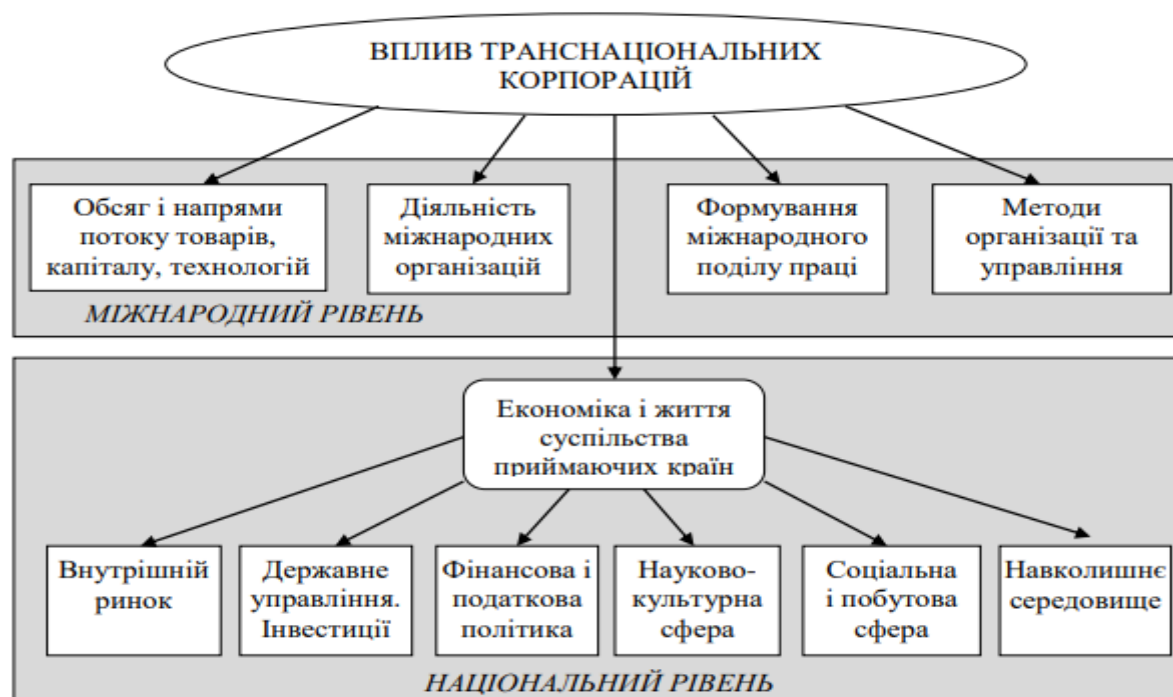 ВПЛИВ ТРАНСНАЦІОНАЛЬНИХ
КОРПОРАЦІЙ
Обсяг і напрями
потоку товарів,
капіталу, технологій
Діяльність
міжнародних
організацій
Формування
міжнародного
поділу праці
Методи
організації та
управління
МІЖНАРОДНИЙ РІВЕНЬ
Економіка і життя
суспільства
приймаючих країн
Внутрішній
ринок
Державне
управління.
Інвестиції
Фінансова і
податкова
політика
Науково-
культурна
сфера
Соціальна
і побутова
сфера
Навколишнє
середовище
НАЦІОНАЛЬНИЙ РІВЕНЬ